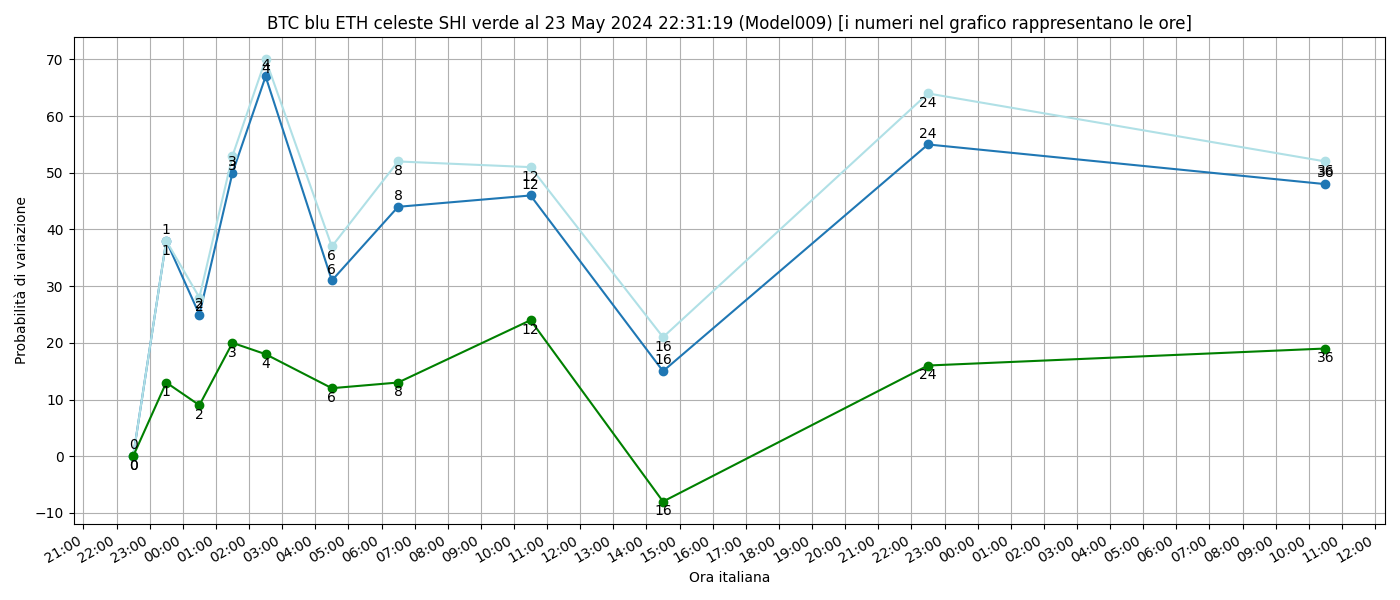 BTC blu ETH celeste SHI verde al 23 May 2024 22:31:19 (Model009) [i numeri nel grafico rappresentano le ore]
Probabilità di variazione
70
60
50
40
30
20
10
0
−10
0 1 2 3 4 6 8 12 16 24 36
0 1 2 3 4 6 8 12 16 24 36
0 1 2 3 4 6 8 12 16 24 36
21:00 22:00 23:00 00:00 01:00 02:00 03:00 04:00 05:00 06:00 07:00 08:00 09:00 10:00 11:00 12:00 13:00 14:00 15:00 16:00 17:00 18:00 19:00 20:00 21:00 22:00 23:00 00:00 01:00 02:00 03:00 04:00 05:00 06:00 07:00 08:00 09:00 10:00 11:00 12:00
Ora italiana